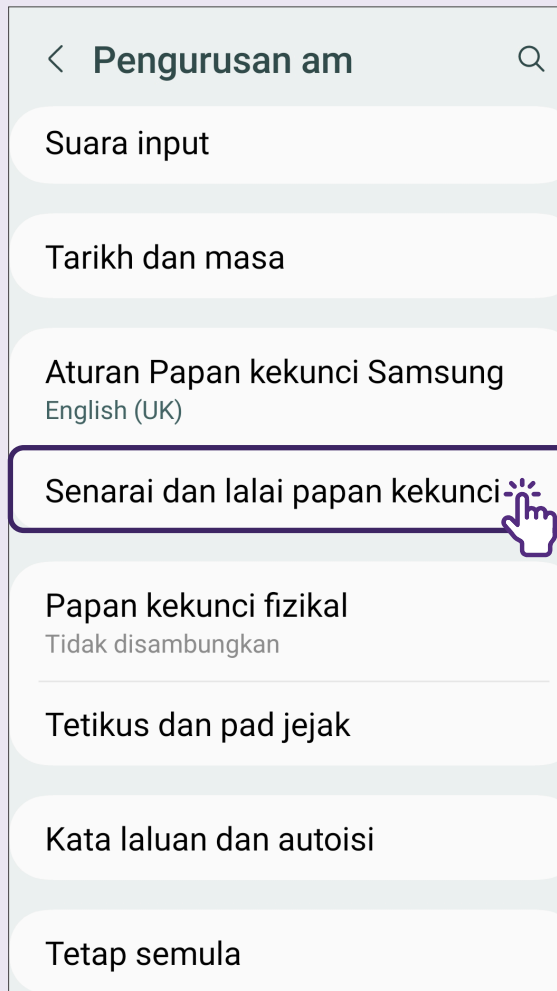 Pengurusan am
Suara input
Tarikh dan masa
Aturan Papan kekunci Samsung
English (UK)
Senarai dan lalai papan kekunci
Papan kekunci fizikal
Tidak disambungkan
Tetikus dan pad jejak
Kata laluan dan autoisi
Tetap semula